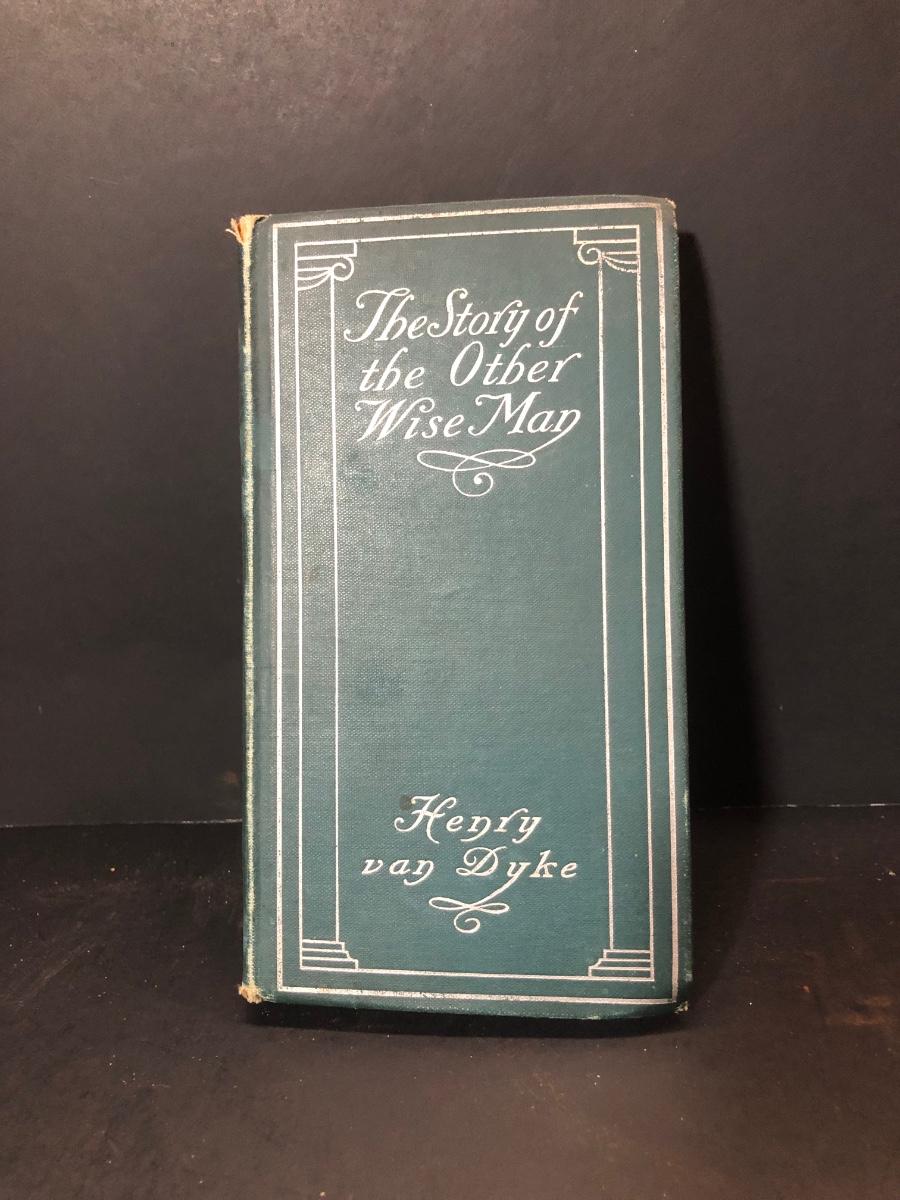 The Story of
the Other
Wise Man
Henry
van Dyke